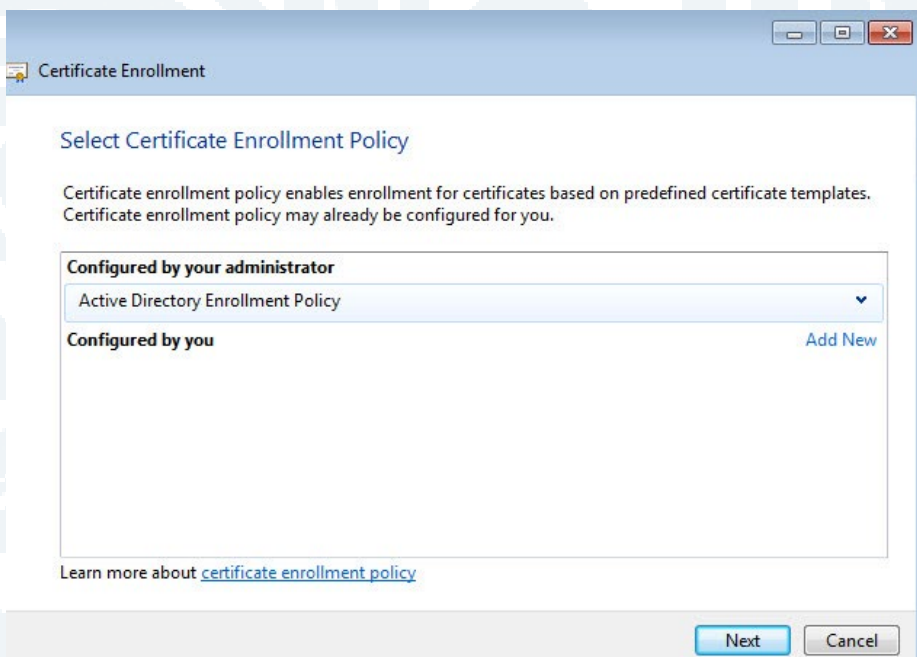 Certificate Enrollment
Select Certificate Enrollment Policy
Certificate enrollment policy enables enrollment for certificates based on predefined certificate templates.
Certificate enrollment policy may already be configured for you.
Configured by your administrator
Active Directory Enrollment Policy
Configured by you
Add New
Learn more about certificate enrollment policy
Next
Cancel